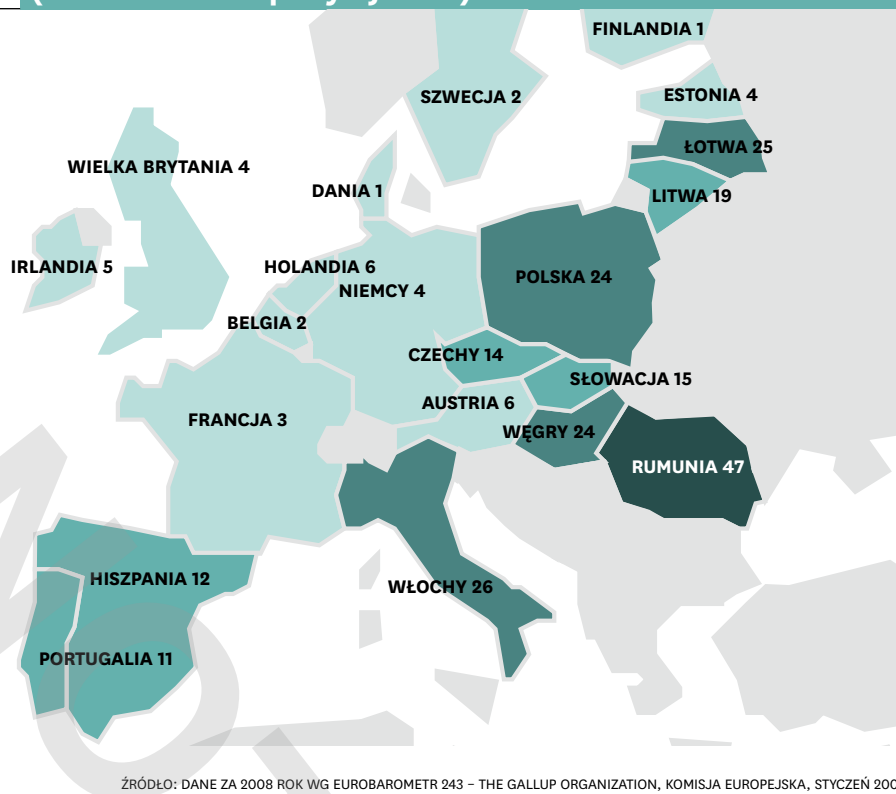 FINLANDIA 1
SZWECJA 2
ESTONIA 4
ŁOTWA 25
WIELKA BRYTANIA 4
DANIA 1
LITWA 19
IRLANDIA 5
HOLANDIA 6
POLSKA 24
NIEMCY 4
BELGIA 2
CZECHY 14
SŁOWACJA 15
AUSTRIA 6
FRANCJA 3
WĘGRY 24
RUMUNIA 47
HISZPANIA 12
WŁOCHY 26
PORTUGALIA 11
ŹRÓDŁO: DANE ZA 2008 ROK WG EUROBAROMETR 243 – THE GALLUP ORGANIZATION, KOMISJA EUROPEJSKA, STYCZEŃ